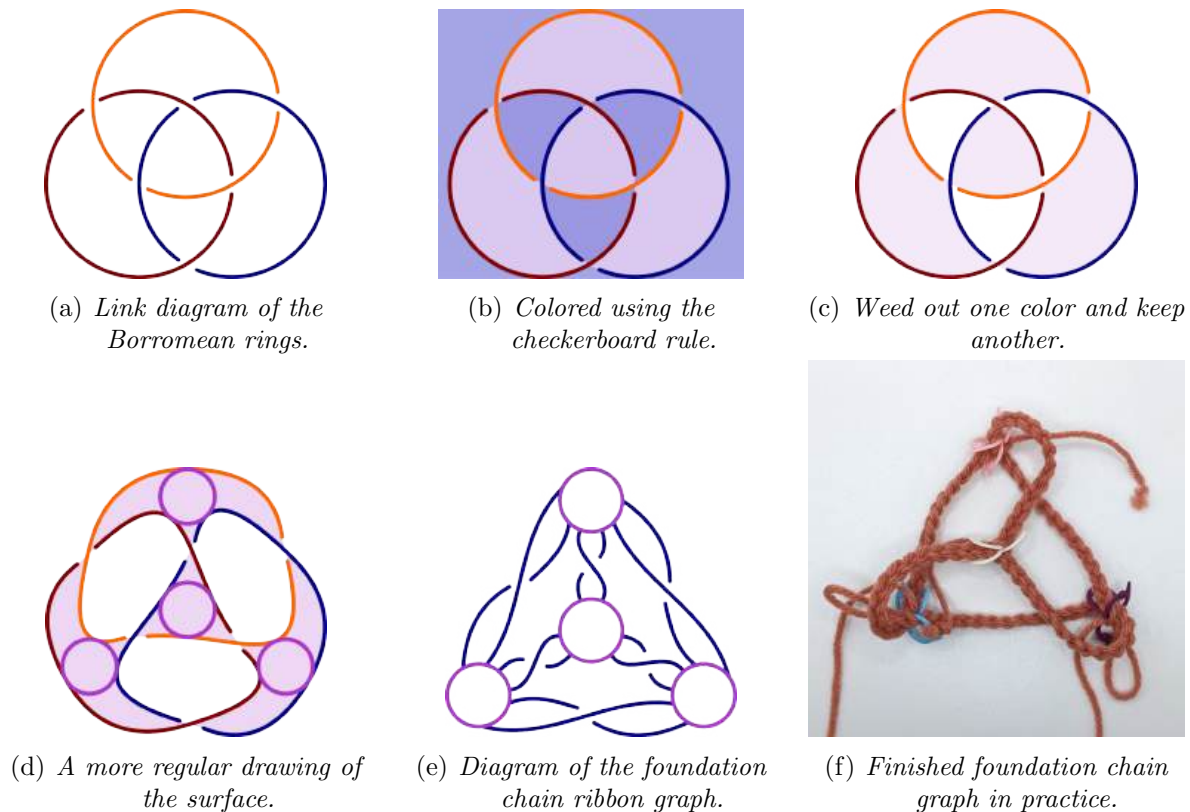 (a) Link diagram of the
Borromean rings.
(b) Colored using the
checkerboard rule.
(c) Weed out one color and keep
another.
(d) A more regular drawing of
the surface.
(e) Diagram of the foundation
chain ribbon graph.
(f) Finished foundation chain
graph in practice.